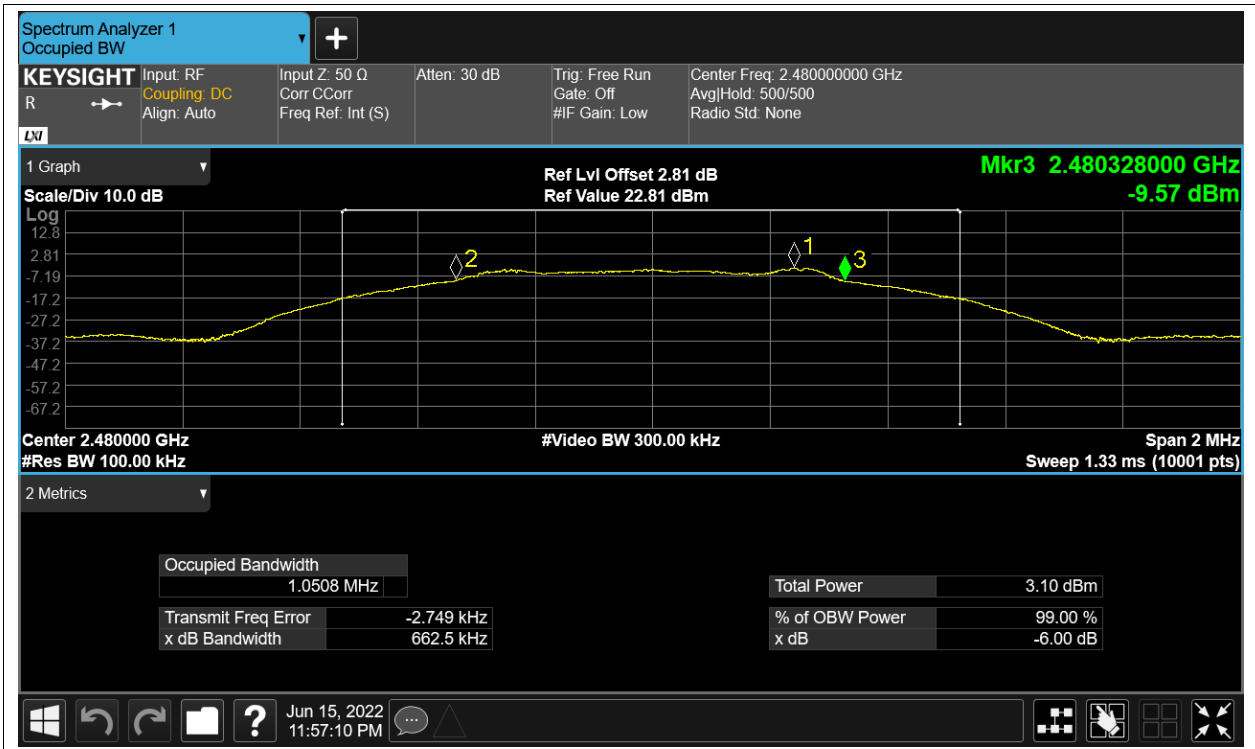 Spectrum Analyzer 1
Occupied BW
+
KEYSIGHT
R
LXI
Input: RF
Coupling: DC
Align: Auto
Input Z: 50 Ω
Corr CCorr
Freq Ref: Int (S)
Atten: 30 dB
Trig: Free Run
Gate: Off
#IF Gain: Low
Center Freq: 2.480000000 GHz
Avg|Hold: 500/500
Radio Std: None
1 Graph
Scale/Div 10.0 dB
Ref Lvl Offset 2.81 dB
Ref Value 22.81 dBm
Mkr3 2.480328000 GHz
-9.57 dBm
Log
12.8
2.81
-7.19
-17.2
-27.2
-37.2
-47.2
-57.2
-67.2
2
1
3
Center 2.480000 GHz
#Res BW 100.00 kHz
#Video BW 300.00 kHz
Span 2 MHz
Sweep 1.33 ms (10001 pts)
2 Metrics
Occupied Bandwidth
1.0508 MHz
Transmit Freq Error -2.749 kHz
x dB Bandwidth 662.5 kHz
Total Power 3.10 dBm
% of OBW Power 99.00 %
x dB -6.00 dB
?
Jun 15, 2022
11:57:10 PM